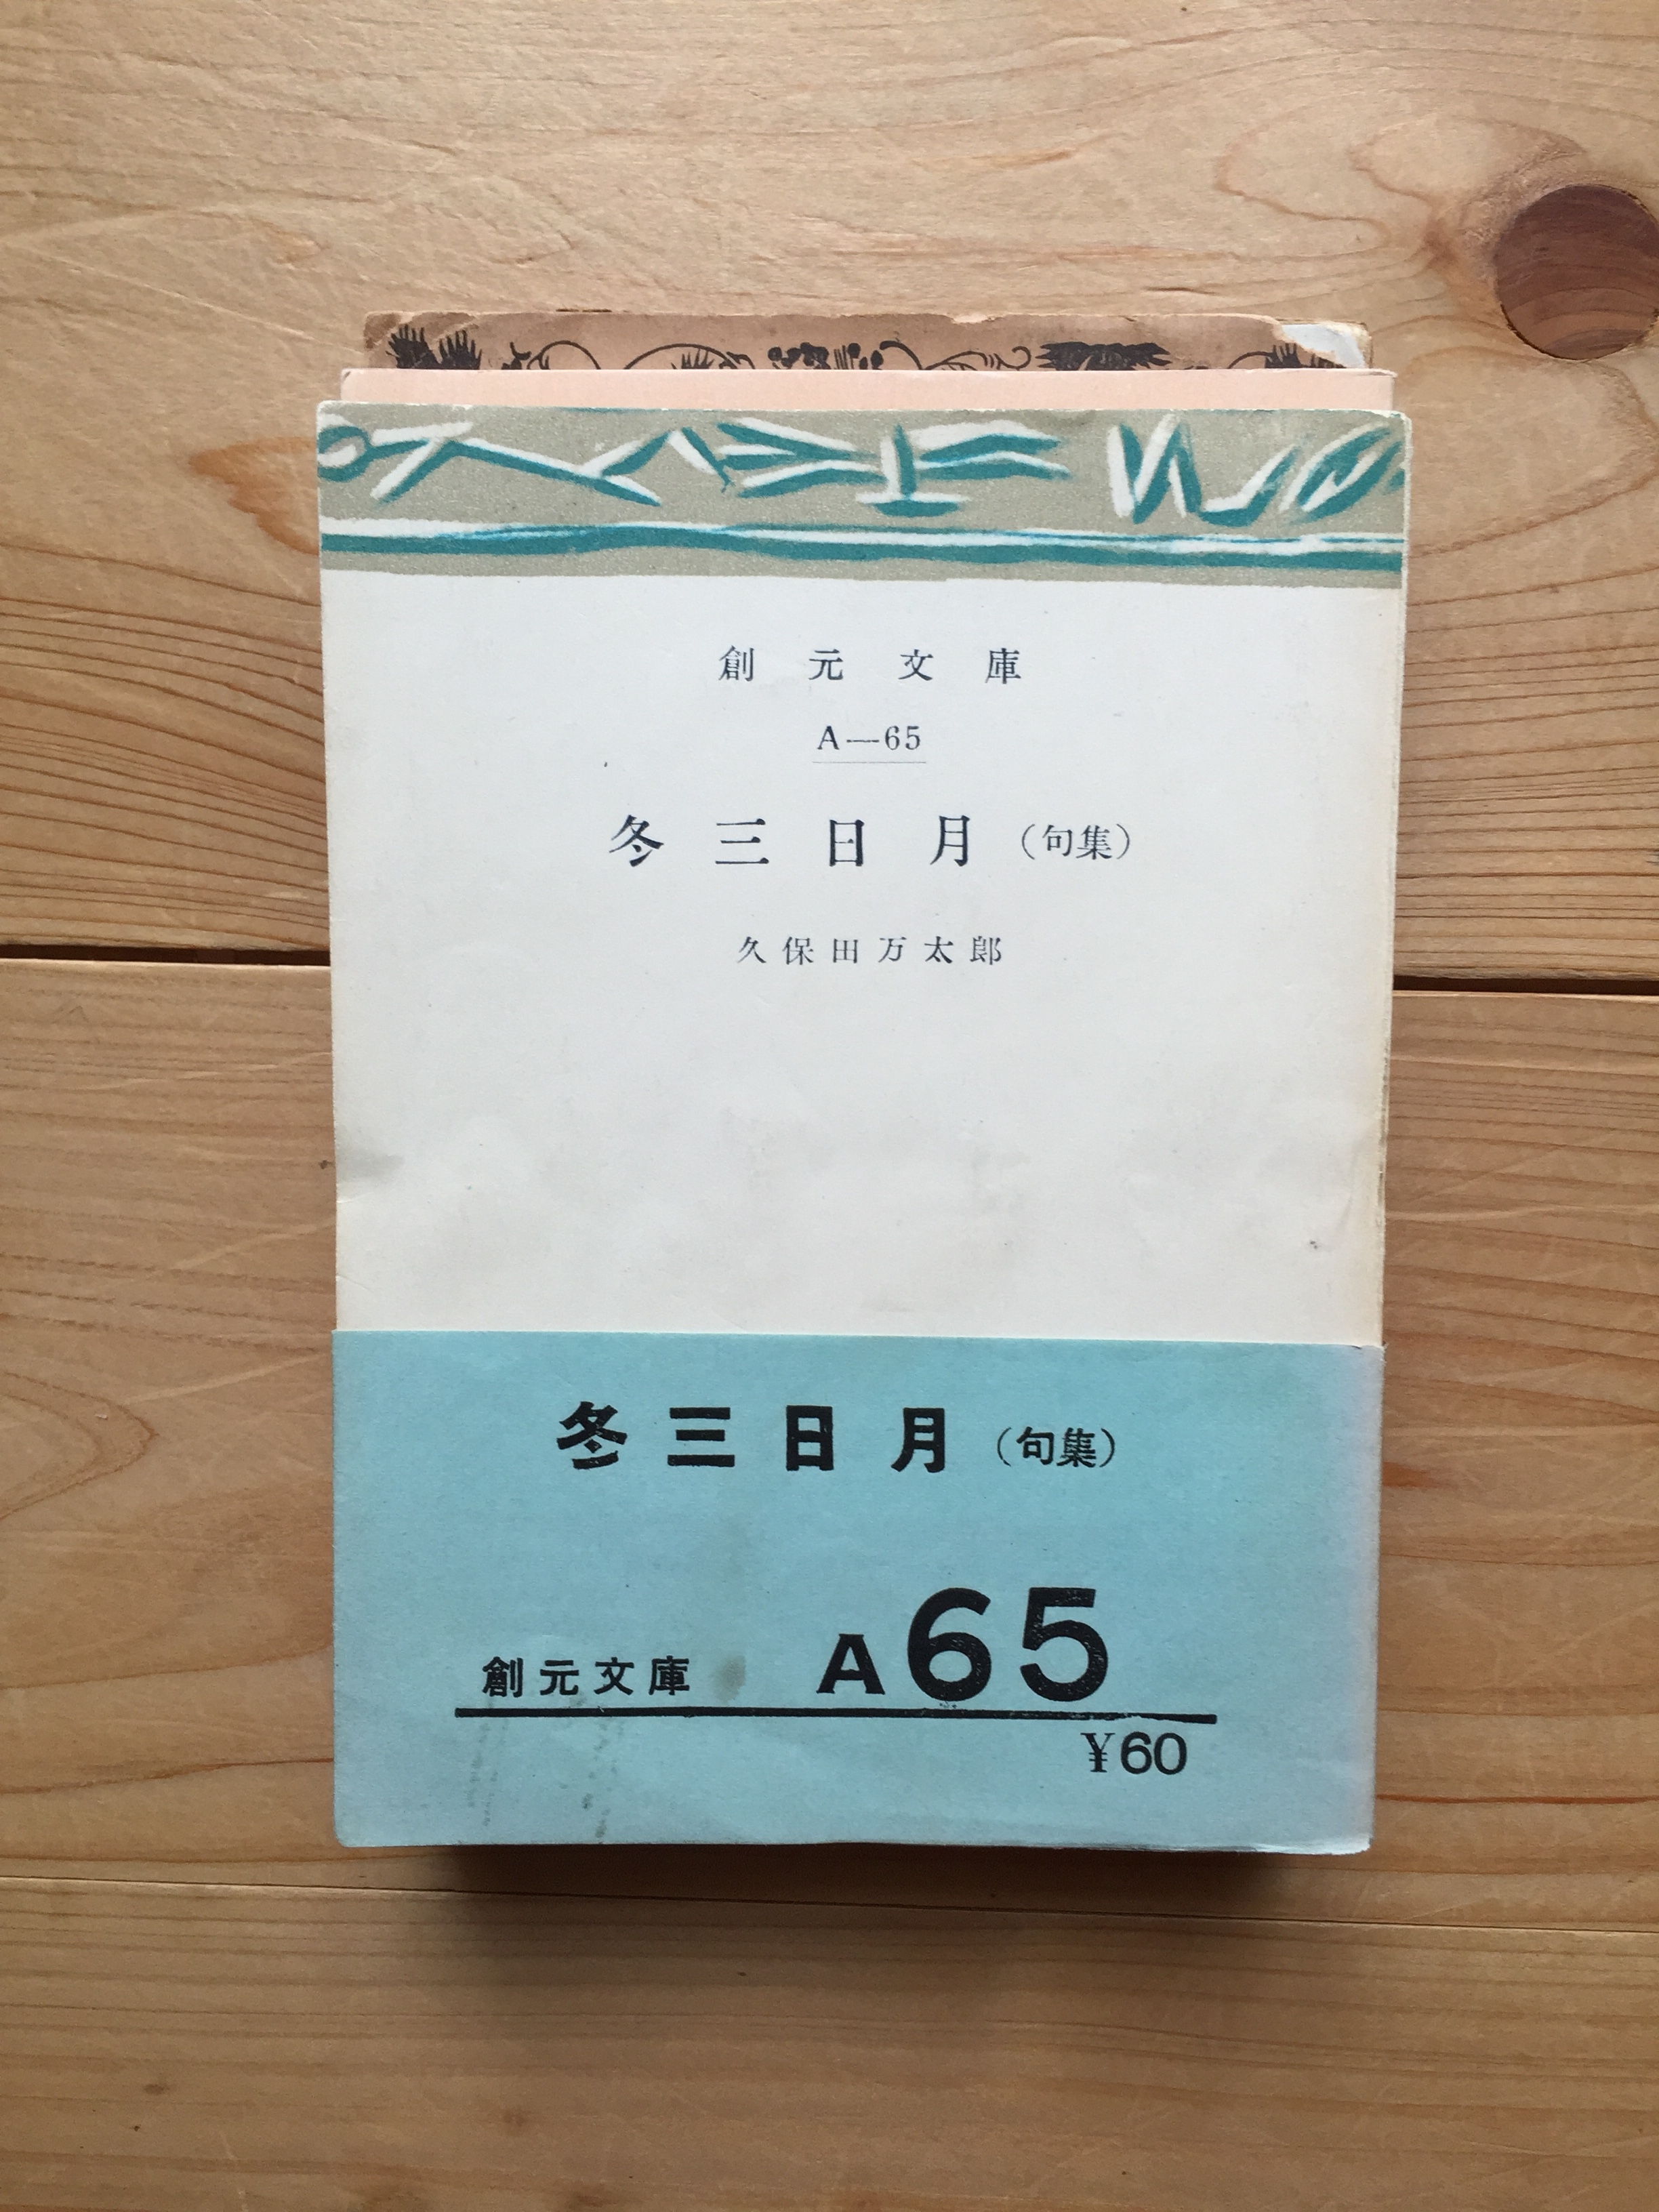 創元文庫
A—65
冬三日月（句集）
久保田万太郎
冬三日月（句集）
創元文庫 A65
¥60